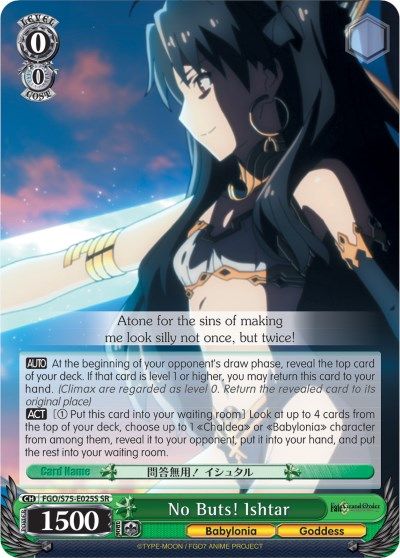 LEVEL
0
0
COST
Atone for the sins of making
me look silly not once, but twice!
AUTO At the beginning of your opponent's draw phase, reveal the top card
of your deck. If that card is level 1 or higher, you may return this card to your
hand. (Climax are regarded as level 0. Return the revealed card to its
original place)
ACT [① Put this card into your waiting room] Look at up to 4 cards from
the top of your deck, choose up to 1 «Chaldea» or «Babylonia» character
from among them, reveal it to your opponent, put it into your hand, and put
the rest into your waiting room.
Card Name 問答無用! イシュタル
CH FGO/S75-E025S SR
1500
No Buts! Ishtar
Fate/Grand Order
Babylonia Goddess
©TYPE-MOON / FGO7 ANIME PROJECT